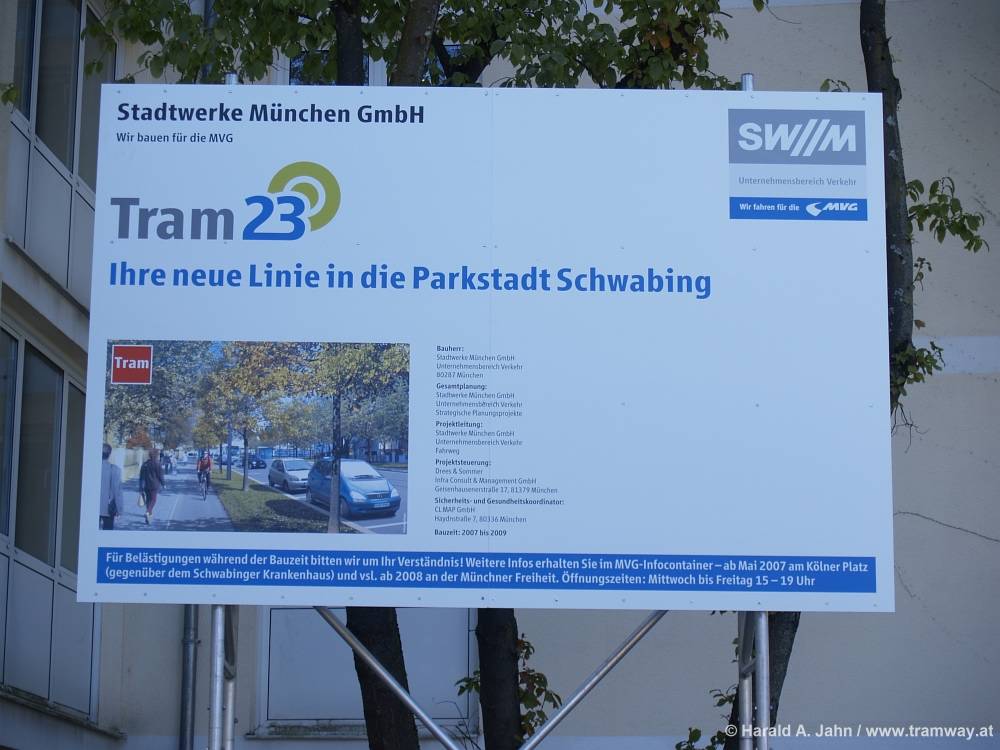 Stadtwerke München GmbH
Wir bauen für die MVG
SW//M
Unternehmensbereich Verkehr
Wir fahren für die MVG
Tram 23
Ihre neue Linie in die Parkstadt Schwabing
Tram
Bauherr:
Stadtwerke München GmbH
Unternehmensbereich Verkehr
80287 München
Gesamtplanung:
Stadtwerke München GmbH
Unternehmensbereich Verkehr
Strategische Planungsprojekte
Projektleitung:
Stadtwerke München GmbH
Unternehmensbereich Verkehr
Fahrweg
Projektsteuerung:
Drees & Sommer
Infra Consult & Management GmbH
Geisenhausenerstraße 17, 81379 München
Sicherheits- und Gesundheitskoordinator:
CL MAP GmbH
Haydnstraße 7, 80336 München
Bauzeit: 2007 bis 2009
Für Belästigungen während der Bauzeit bitten wir um Ihr Verständnis! Weitere Infos erhalten Sie im MVG-Infocontainer – ab Mai 2007 am Kölner Platz
(gegenüber dem Schwabinger Krankenhaus) und vsl. ab 2008 an der Münchner Freiheit. Öffnungszeiten: Mittwoch bis Freitag 15 – 19 Uhr
© Harald A. Jahn / www.tramway.at